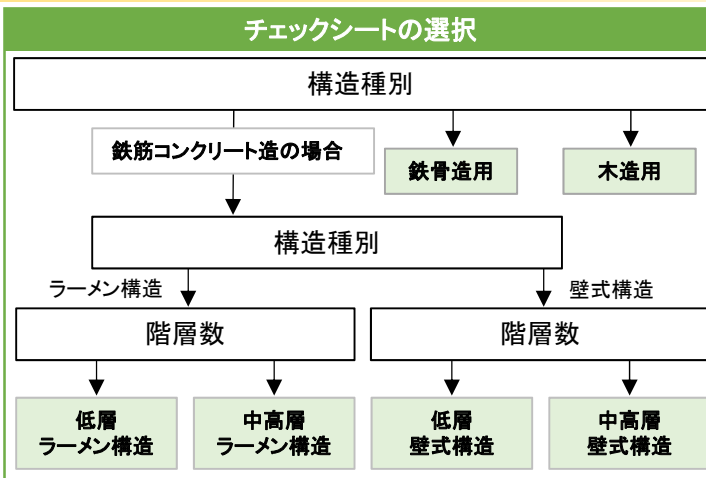 チェックシートの選択
構造種別
鉄筋コンクリート造の場合
鉄骨造用
木造用
構造種別
ラーメン構造
壁式構造
階層数
階層数
低層
ラーメン構造
中高層
ラーメン構造
低層
壁式構造
中高層
壁式構造